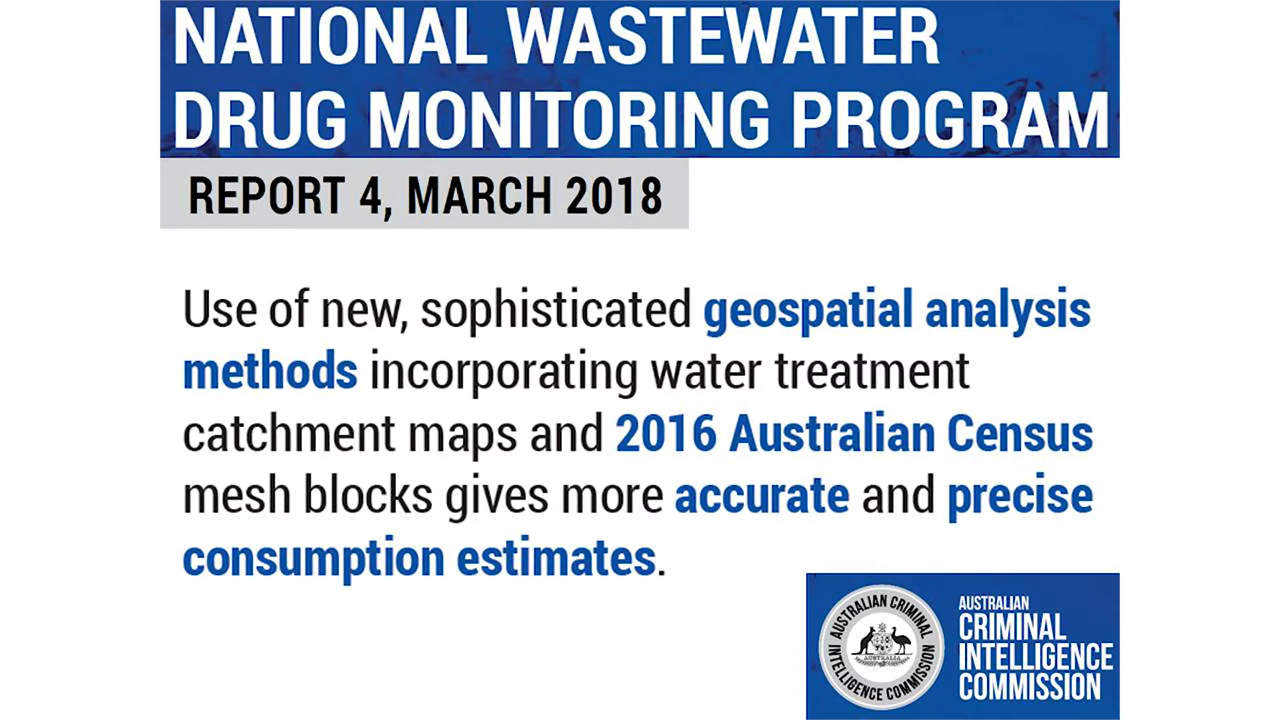 NATIONAL WASTEWATER
DRUG MONITORING PROGRAM
REPORT 4, MARCH 2018
Use of new, sophisticated geospatial analysis
methods incorporating water treatment
catchment maps and 2016 Australian Census
mesh blocks gives more accurate and precise
consumption estimates.
AUSTRALIAN CRIMINAL
INTELLIGENCE COMMISSION
AUSTRALIA
AUSTRALIAN
CRIMINAL
INTELLIGENCE
COMMISSION